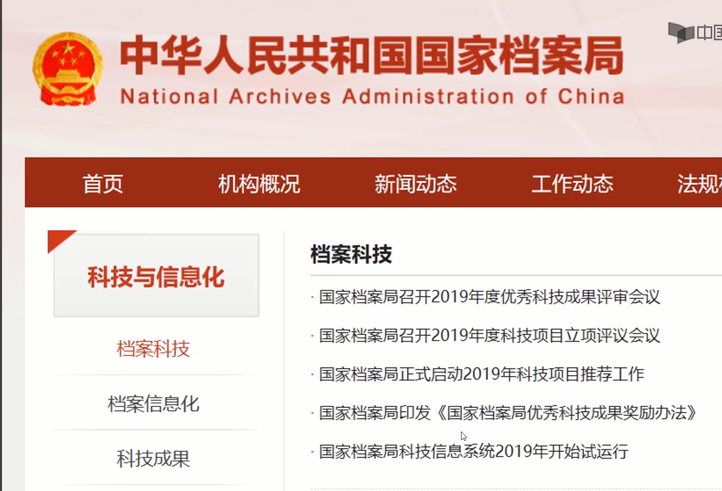 中国
中华人民共和国国家档案局
National Archives Administration of China
首页 机构概况 新闻动态 工作动态 法规
科技与信息化
档案科技
档案信息化
科技成果
档案科技
· 国家档案局召开2019年度优秀科技成果评审会议
· 国家档案局召开2019年度科技项目立项评议会议
· 国家档案局正式启动2019年科技项目推荐工作
· 国家档案局印发《国家档案局优秀科技成果奖励办法》
· 国家档案局科技信息系统2019年开始试运行